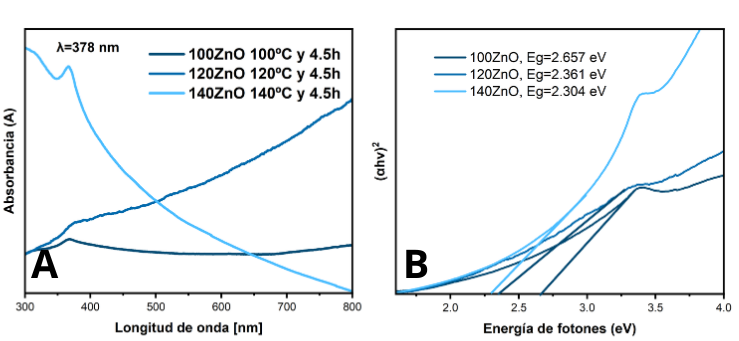 λ=378 nm
100ZnO 100ºC y 4.5h
120ZnO 120ºC y 4.5h
140ZnO 140ºC y 4.5h
Absorbancia (A)
A
300 400 500 600 700 800
Longitud de onda [nm]
100ZnO, Eg=2.657 eV
120ZnO, Eg=2.361 eV
140ZnO, Eg=2.304 eV
(αhν)²
B
2.0 2.5 3.0 3.5 4.0
Energía de fotones (eV)